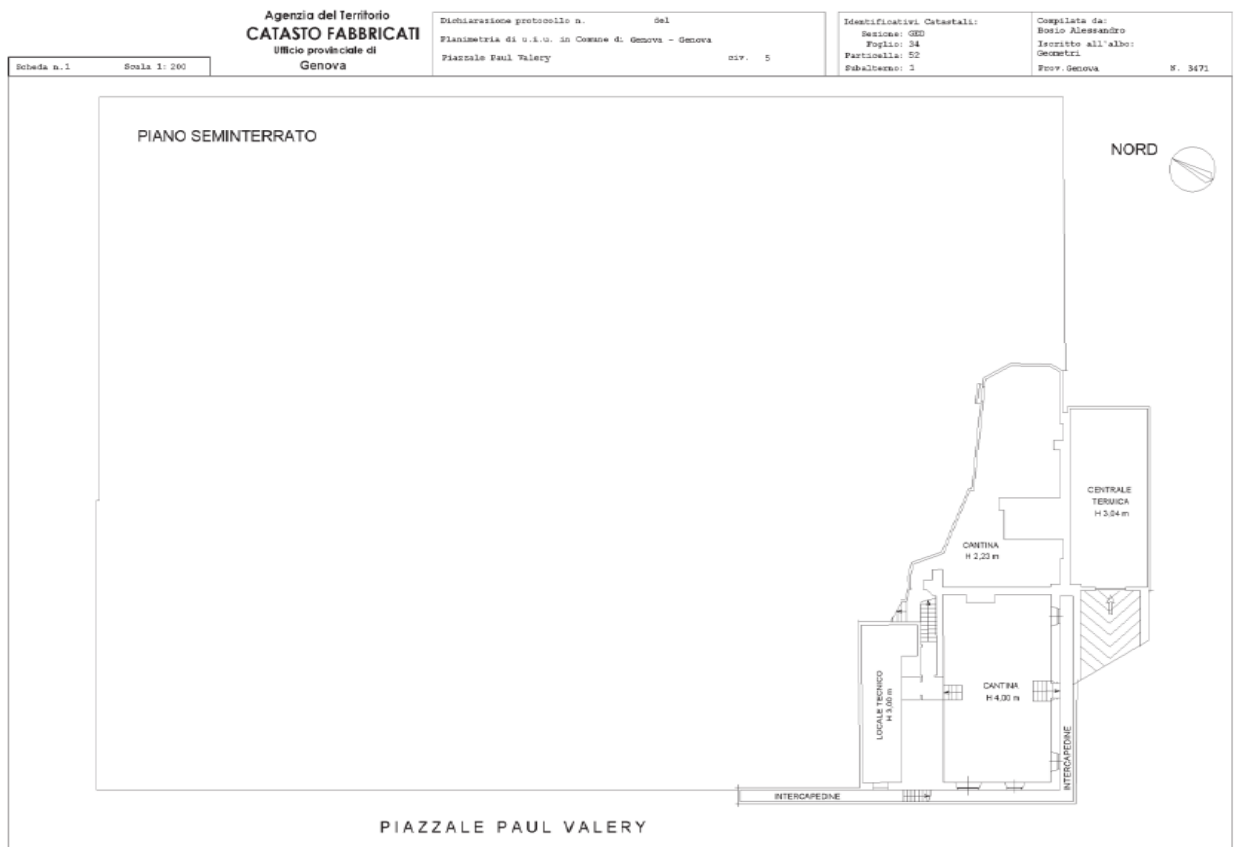 Agenzia del Territorio
CATASTO FABBRICATI
Ufficio provinciale di
Genova
Scheda n.1 Scala 1: 200
Dichiarazione protocollo n. del
Planimetria di u.i.u. in Comune di Genova - Genova
Piazzale Paul Valery civ. 5
Identificativi Catastali:
Sezione: GED
Foglio: 34
Particella: 52
Subalterno: 1
Compilata da:
Bosio Alessandro
Iscritto all'albo:
Geometri
Prov. Genova N. 3471
PIANO SEMINTERRATO
NORD
CENTRALE
TERMICA
H 3,04 m
CANTINA
H 2,23 m
LOCALE TECNICO
H 3,00 m
CANTINA
H 4,00 m
INTERCAPEDINE
INTERCAPEDINE
PIAZZALE PAUL VALERY